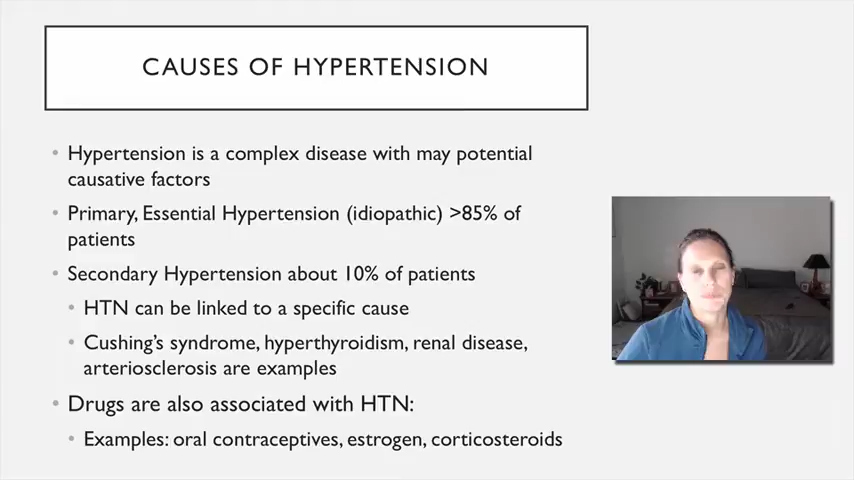 CAUSES OF HYPERTENSION
• Hypertension is a complex disease with may potential
causative factors
• Primary, Essential Hypertension (idiopathic) >85% of
patients
• Secondary Hypertension about 10% of patients
• HTN can be linked to a specific cause
• Cushing's syndrome, hyperthyroidism, renal disease,
arteriosclerosis are examples
• Drugs are also associated with HTN:
• Examples: oral contraceptives, estrogen, corticosteroids